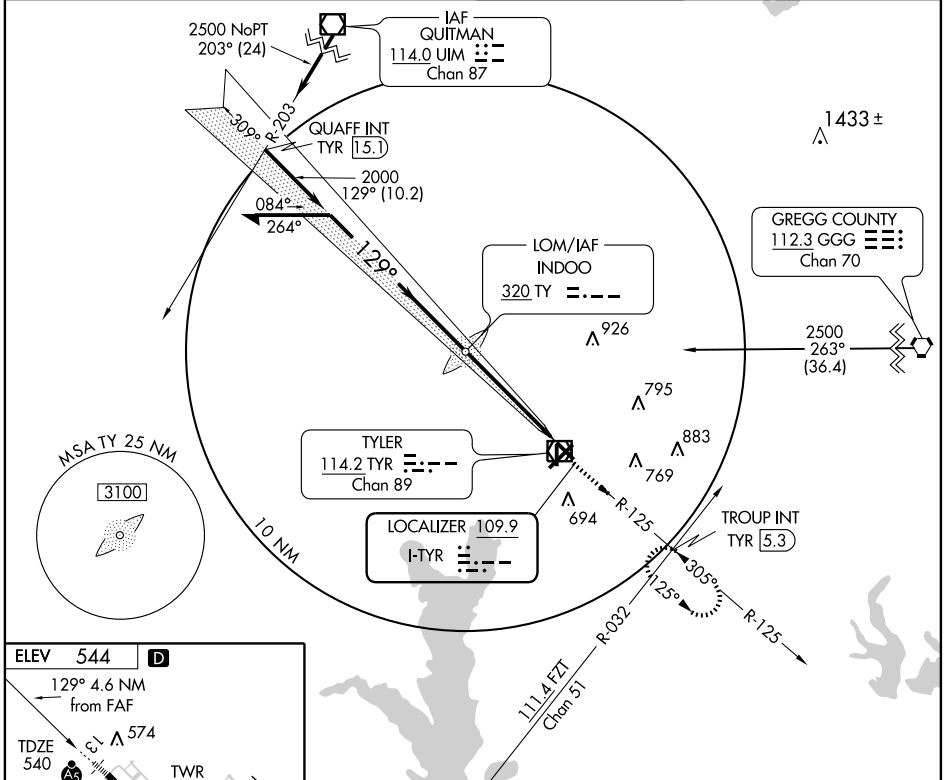 2500 NoPT
203° (24)
IAF
QUITMAN
114.0 UIM
Chan 87
R-203
309°
QUAFF INT
TYR 15.1
1433 ±
2000
129° (10.2)
084°
264°
129°
LOM/IAF
INDOO
320 TY
GREGG COUNTY
112.3 GGG
Chan 70
926
2500
263°
(36.4)
795
883
769
TYLER
114.2 TYR
Chan 89
MSA TY 25 NM
3100
694
R-125
TROUP INT
TYR 5.3
LOCALIZER 109.9
I-TYR
10 NM
305°
125°
R-125
R-032
111.4 FZT
Chan 51
ELEV 544 D
129° 4.6 NM
from FAF
574
13
TDZE
540
A5
TWR